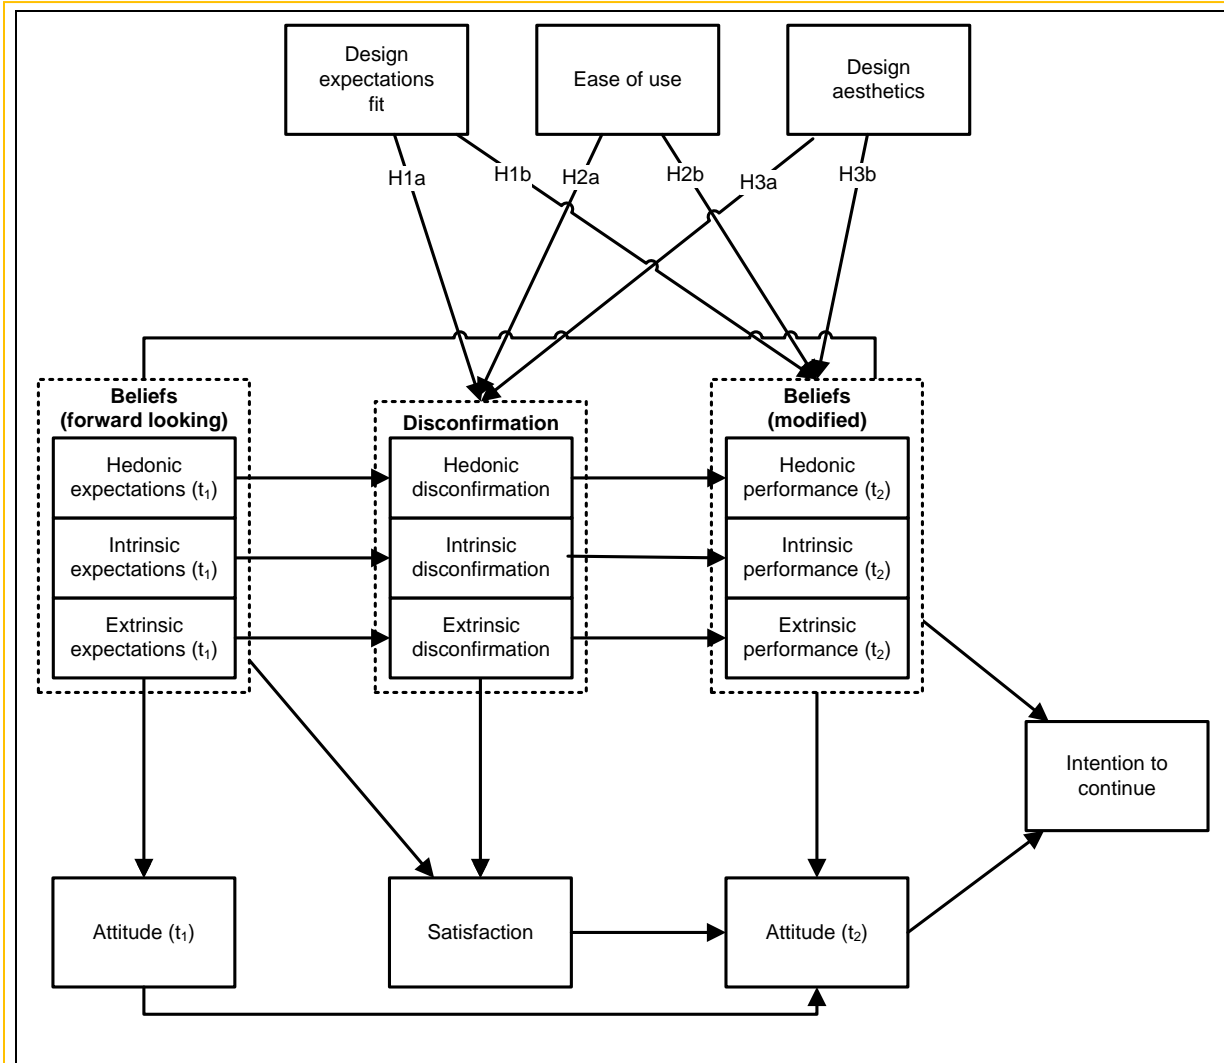 Design
expectations
fit
Ease of use
Design
aesthetics
H1a
H1b
H2a
H2b
H3a
H3b
Beliefs
(forward looking)
Hedonic
expectations (t₁)
Intrinsic
expectations (t₁)
Extrinsic
expectations (t₁)
Disconfirmation
Hedonic
disconfirmation
Intrinsic
disconfirmation
Extrinsic
disconfirmation
Beliefs
(modified)
Hedonic
performance (t₂)
Intrinsic
performance (t₂)
Extrinsic
performance (t₂)
Intention to
continue
Attitude (t₁)
Satisfaction
Attitude (t₂)